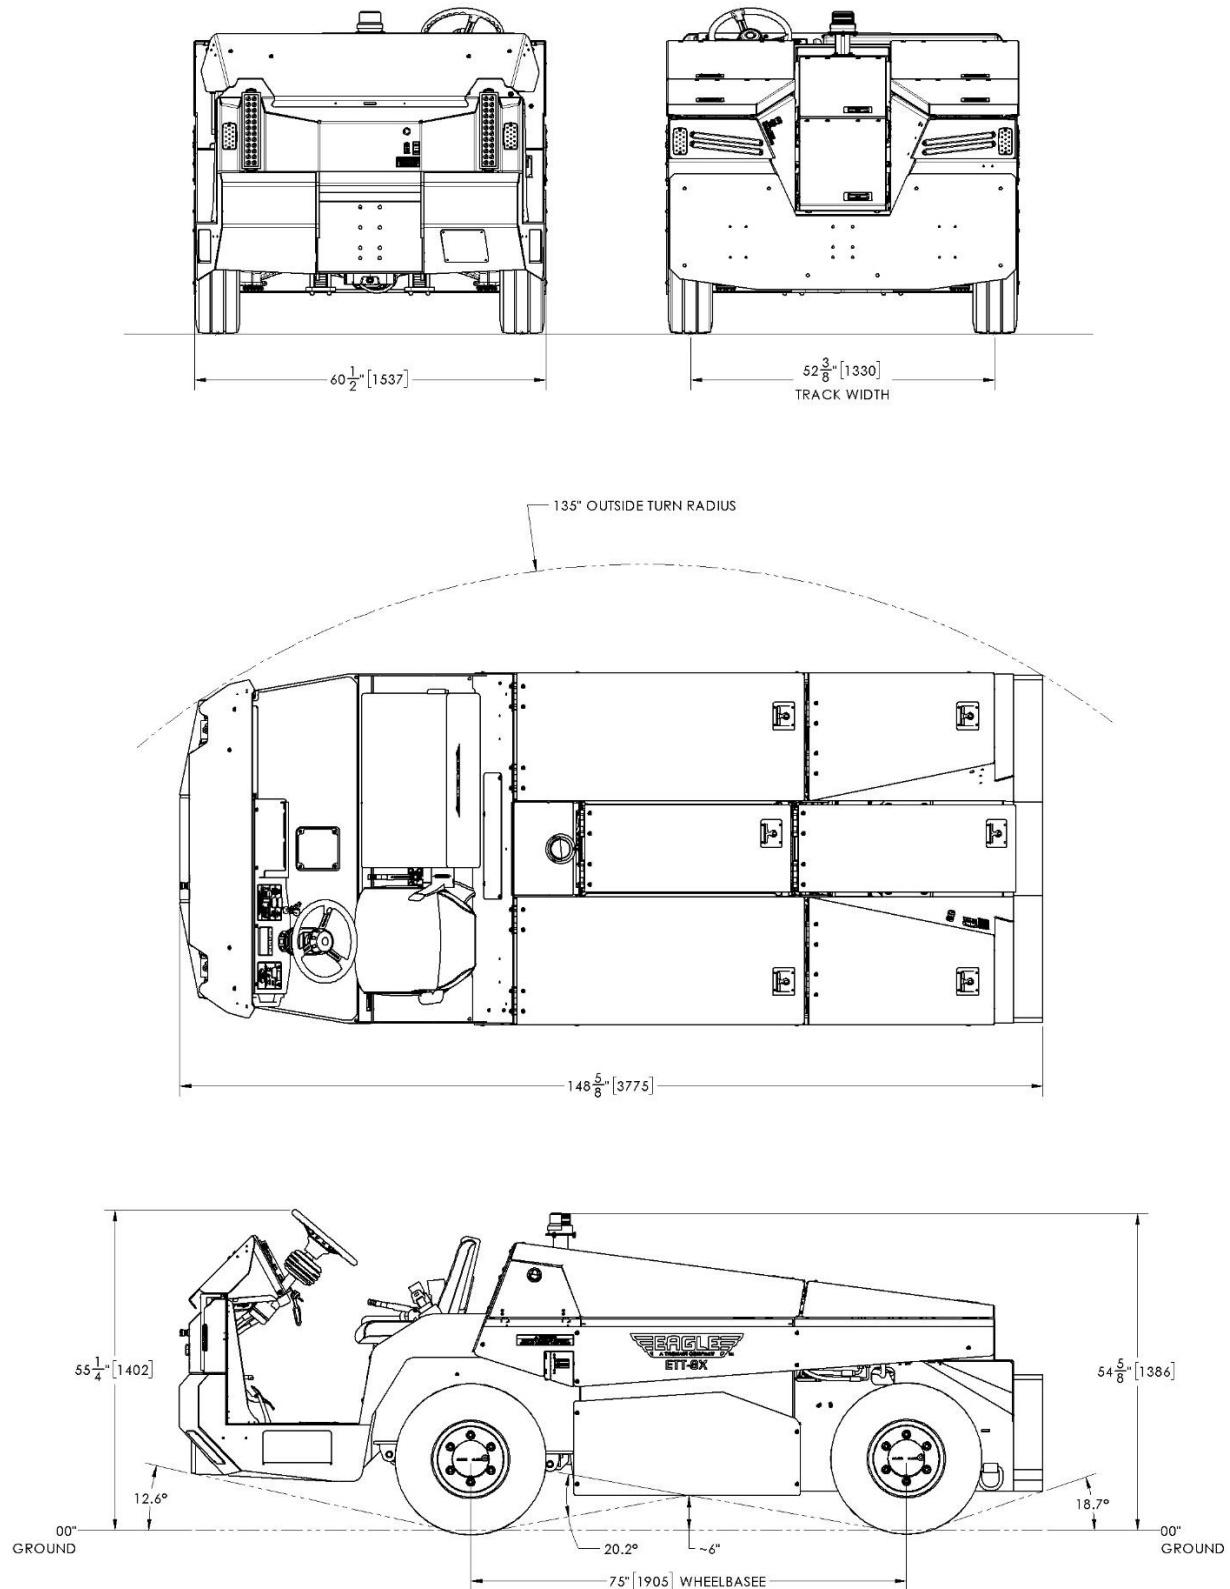 60 1/2" [1537]
52 3/8" [1330]
TRACK WIDTH
135" OUTSIDE TURN RADIUS
148 5/8" [3775]
55 1/4" [1402]
EAGLE
ETT-8X
54 5/8" [1386]
12.6°
18.7°
00"
GROUND
20.2°
~6"
00"
GROUND
75" [1905] WHEELBASEE